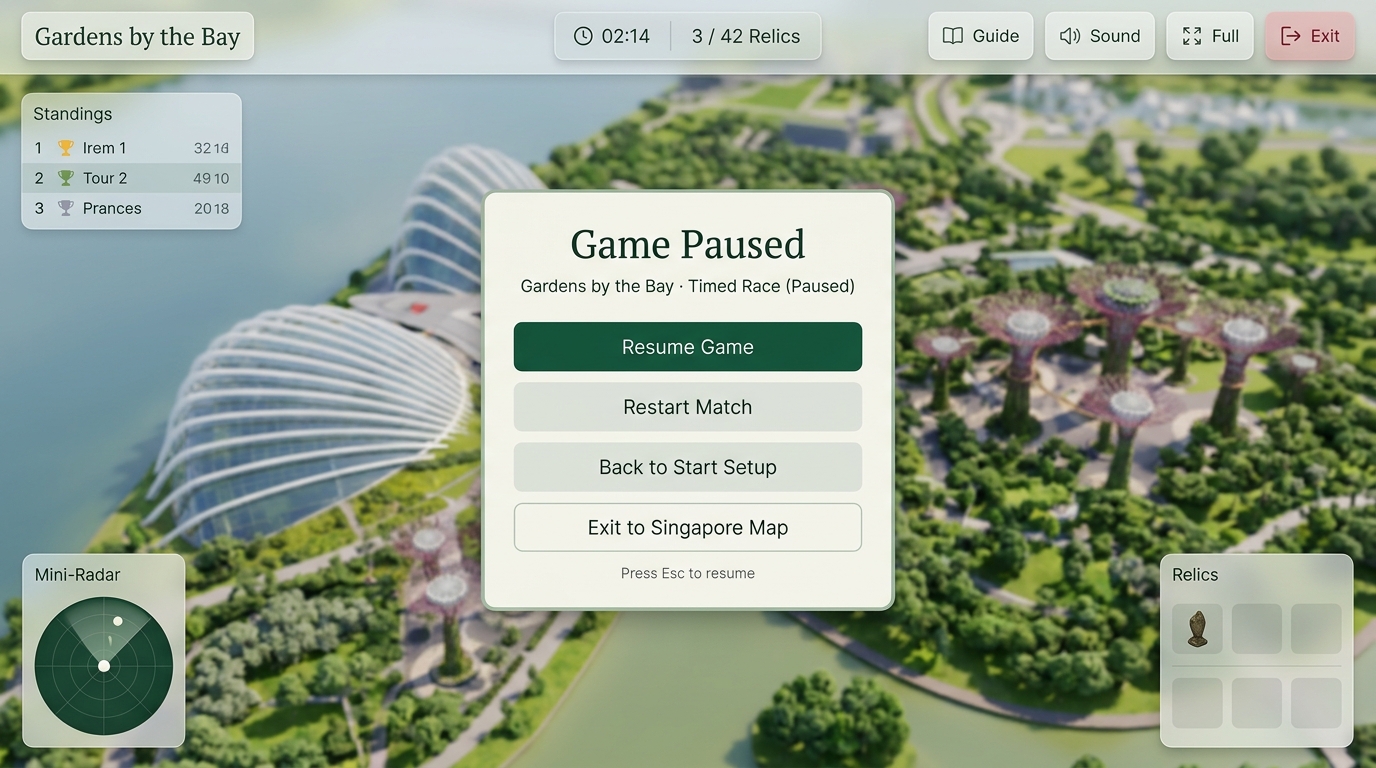 Gardens by the Bay
02:14
3 / 42 Relics
Guide
Sound
Full
Exit
Standings
1 Irem 1
2 Tour 2 49 10
3 Prances 20 18
Game Paused
Gardens by the Bay · Timed Race (Paused)
Resume Game
Restart Match
Back to Start Setup
Exit to Singapore Map
Press Esc to resume
Mini-Radar
Relics